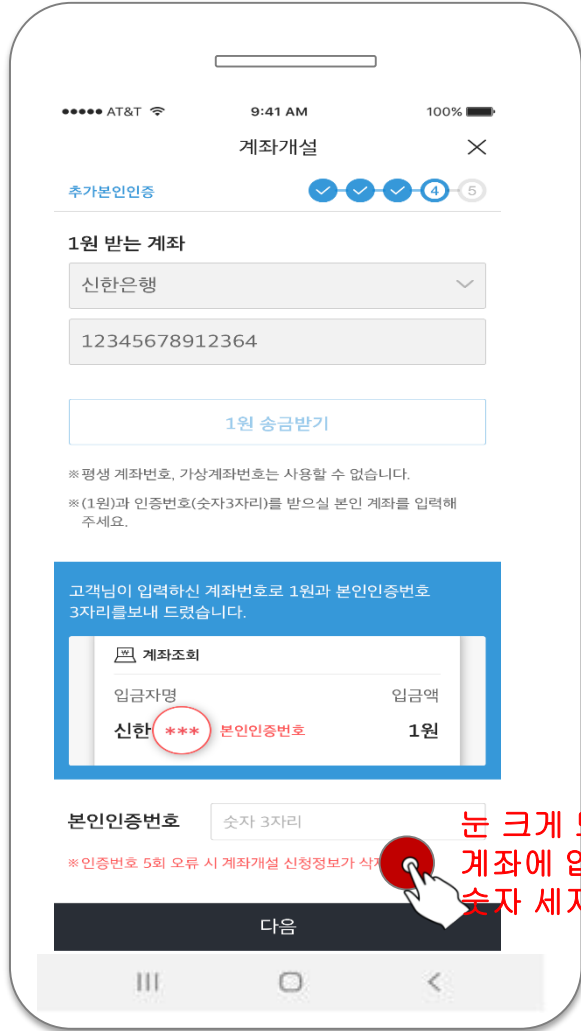 AT&T 9:41 AM 100%
계좌개설
추가본인인증 4 5
1원 받는 계좌
신한은행
12345678912364
1원 송금받기
※평생 계좌번호, 가상계좌번호는 사용할 수 없습니다.
※(1원)과 인증번호(숫자3자리)를 받으실 본인 계좌를 입력해
주세요.
고객님이 입력하신 계좌번호로 1원과 본인인증번호
3자리를보내 드렸습니다.
계좌조회
입금자명 입금액
신한 *** 본인인증번호 1원
본인인증번호 숫자 3자리
눈 크게
※인증번호 5회 오류 시 계좌개설 신청정보가
계좌에
숫자
다음